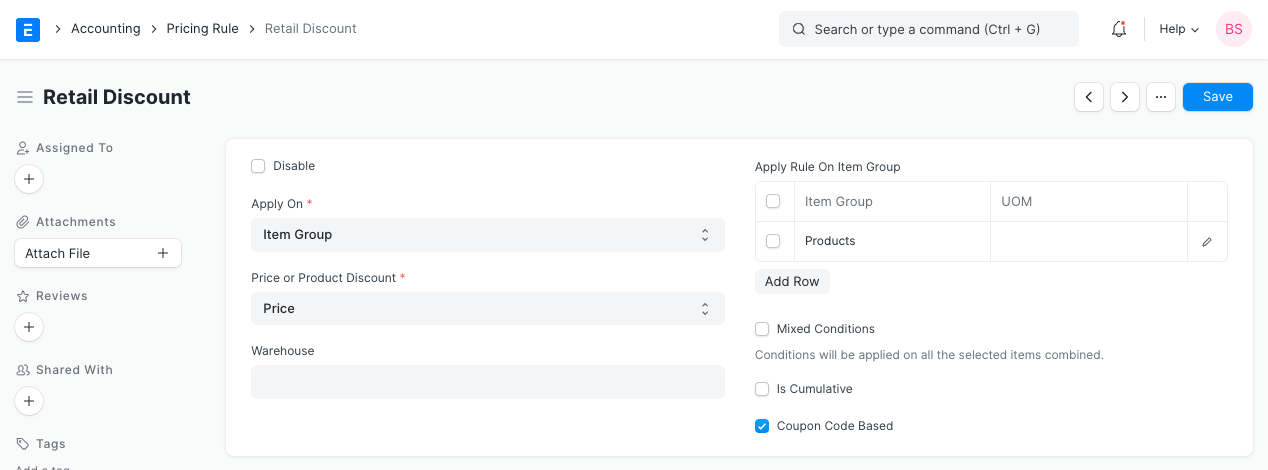 Accounting > Pricing Rule > Retail Discount
Search or type a command (Ctrl + G)
Help
BS
Retail Discount
Save
Assigned To
Attachments
Attach File
Reviews
Shared With
Tags
Add a tag
Disable
Apply On *
Item Group
Price or Product Discount *
Price
Warehouse
Apply Rule On Item Group
Item Group UOM
Products
Add Row
Mixed Conditions
Conditions will be applied on all the selected items combined.
Is Cumulative
Coupon Code Based